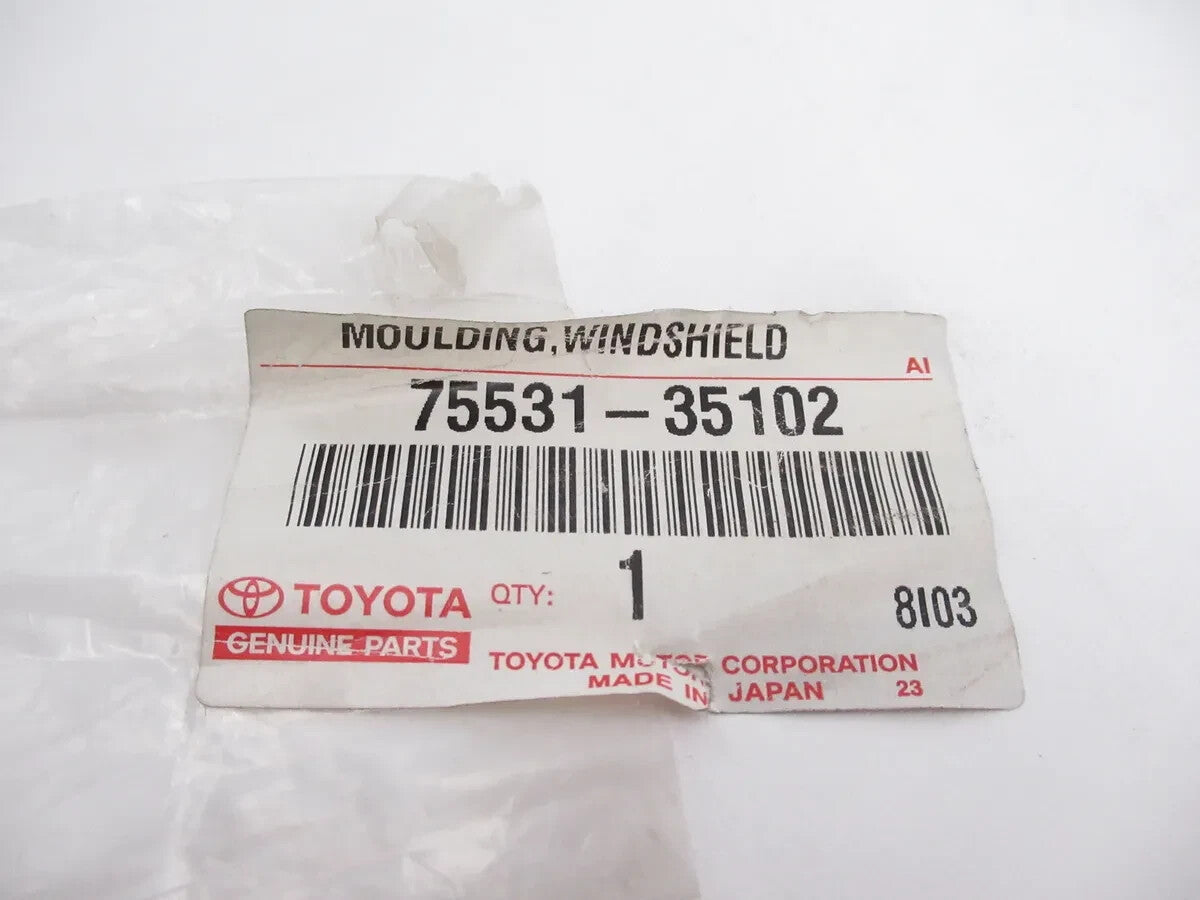 MOULDING,WINDSHIELD
AI
75531-35102
TOYOTA QTY: 1 8I03
GENUINE PARTS
TOYOTA MOTOR CORPORATION
MADE IN JAPAN 23